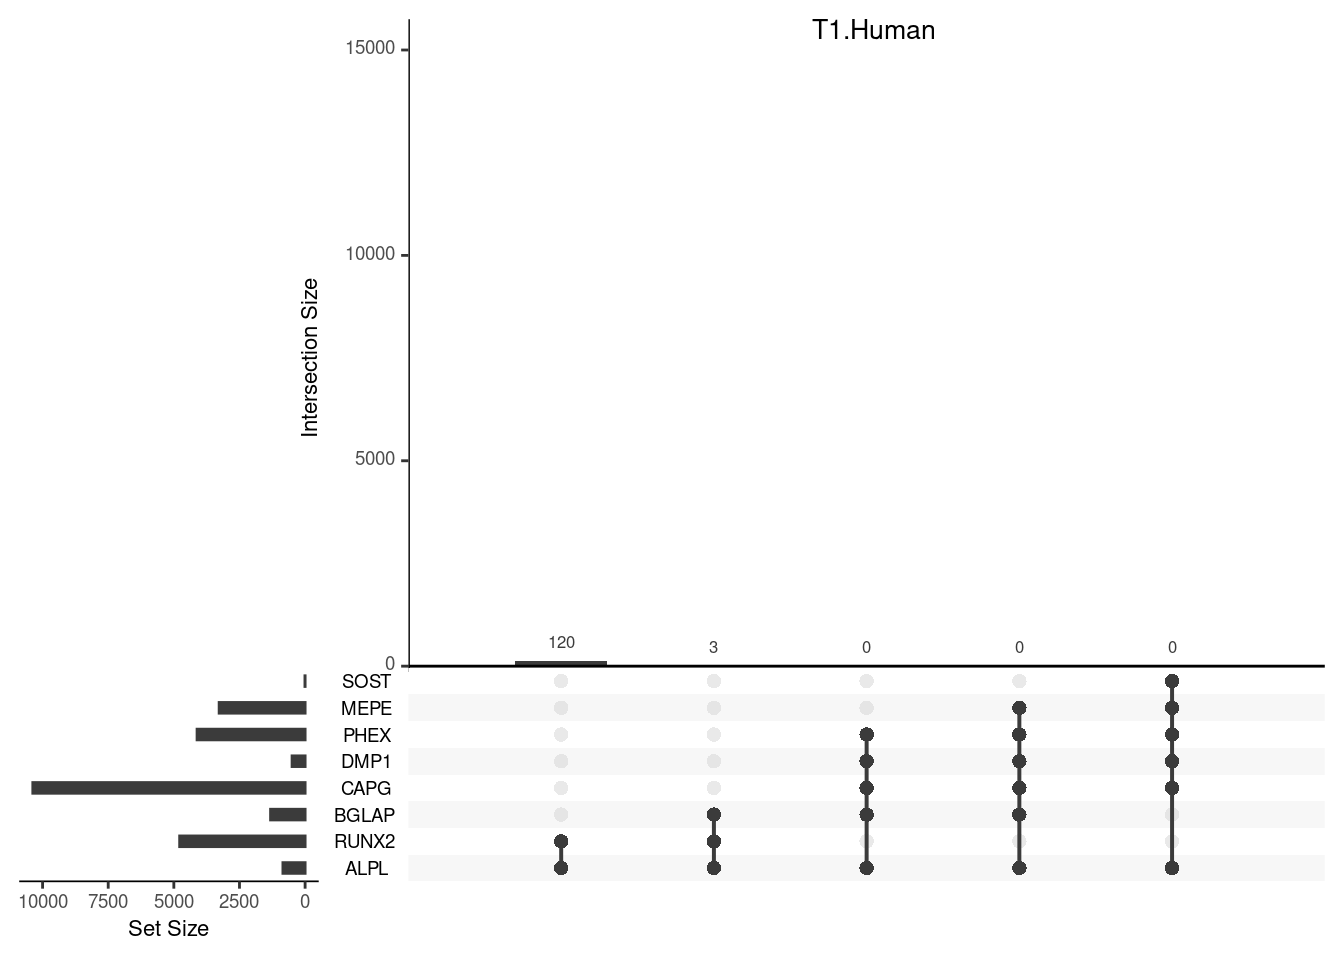 T1.Human
15000
10000
5000
0
Intersection Size
120
3
0
0
0
SOST
MEPE
PHEX
DMP1
CAPG
BGLAP
RUNX2
ALPL
10000 7500 5000 2500 0
Set Size